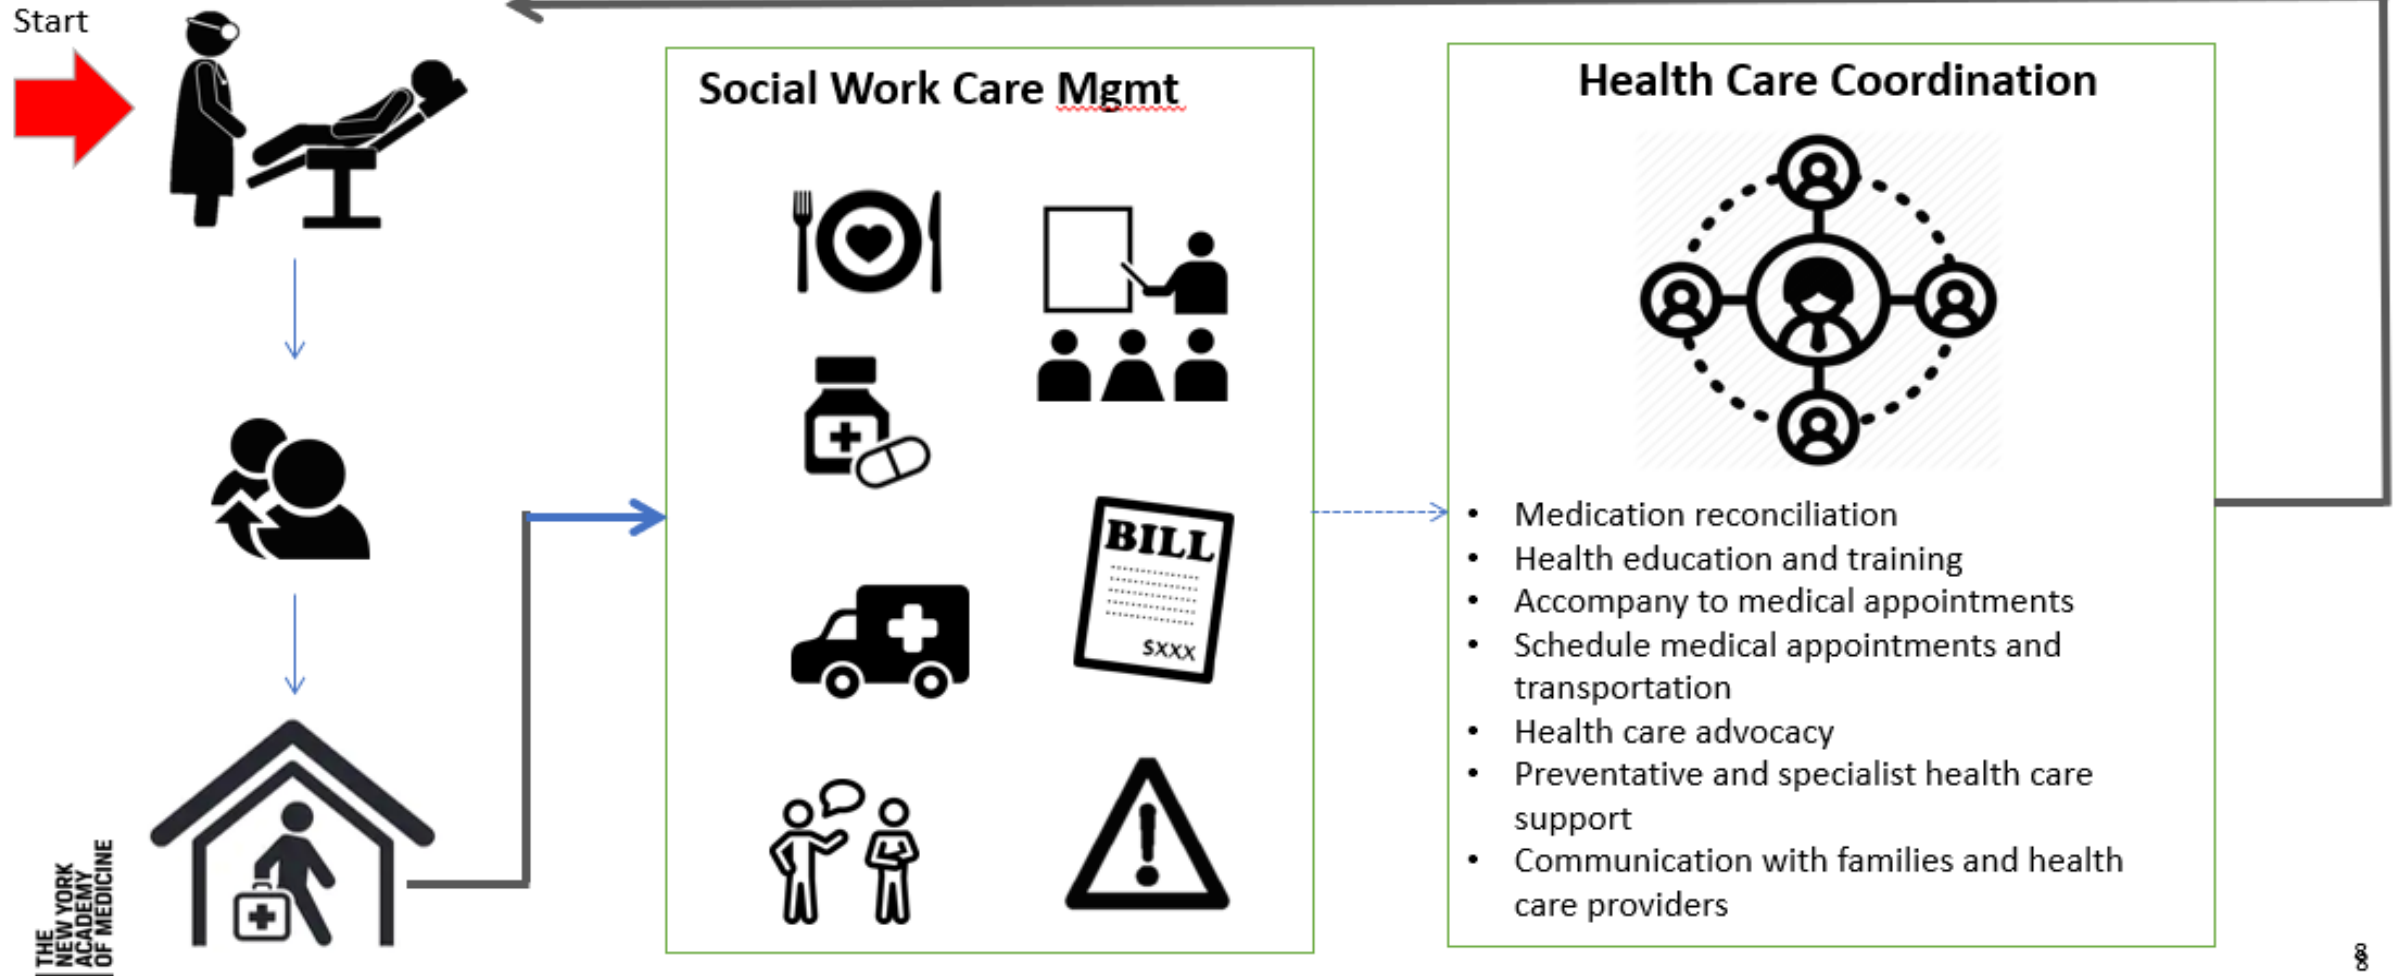 Start
Social Work Care Mgmt
BILL
$XXX
Health Care Coordination
• Medication reconciliation
• Health education and training
• Accompany to medical appointments
• Schedule medical appointments and
transportation
• Health care advocacy
• Preventative and specialist health care
support
• Communication with families and health
care providers
THE
NEW YORK
ACADEMY
OF MEDICINE
8